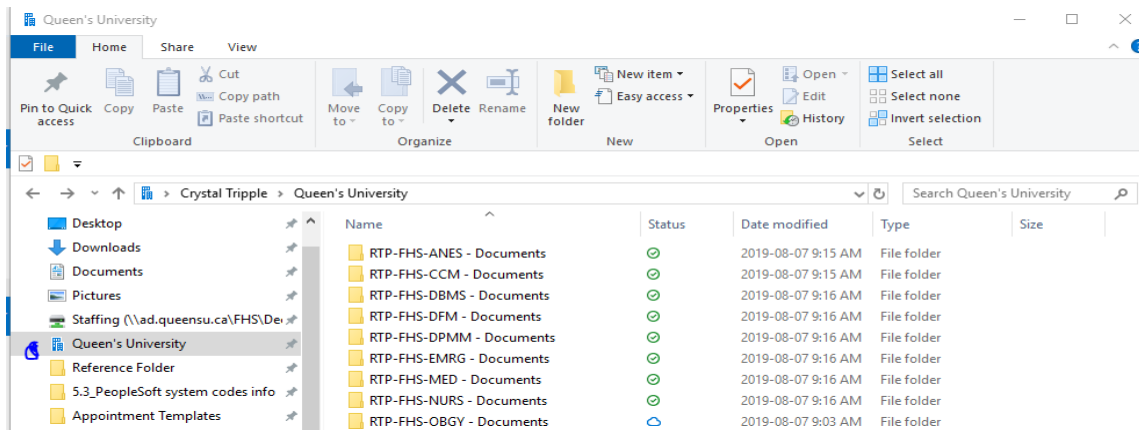 Queen's University
File Home Share View
Pin to Quick access
Copy
Paste
Cut
Copy path
Paste shortcut
Clipboard
Move to
Copy to
Delete
Rename
Organize
New folder
New item
Easy access
New
Properties
Open
Edit
History
Open
Select all
Select none
Invert selection
Select
Crystal Tripple > Queen's University
Search Queen's University
Desktop
Downloads
Documents
Pictures
Staffing (\\ad.queensu.ca\FHS\De
Queen's University
Reference Folder
5.3_PeopleSoft system codes info
Appointment Templates
Name Status Date modified Type Size
RTP-FHS-ANES - Documents 2019-08-07 9:15 AM File folder
RTP-FHS-CCM - Documents 2019-08-07 9:15 AM File folder
RTP-FHS-DBMS - Documents 2019-08-07 9:16 AM File folder
RTP-FHS-DFM - Documents 2019-08-07 9:16 AM File folder
RTP-FHS-DPMM - Documents 2019-08-07 9:16 AM File folder
RTP-FHS-EMRG - Documents 2019-08-07 9:16 AM File folder
RTP-FHS-MED - Documents 2019-08-07 9:16 AM File folder
RTP-FHS-NURS - Documents 2019-08-07 9:16 AM File folder
RTP-FHS-OBGY - Documents 2019-08-07 9:03 AM File folder